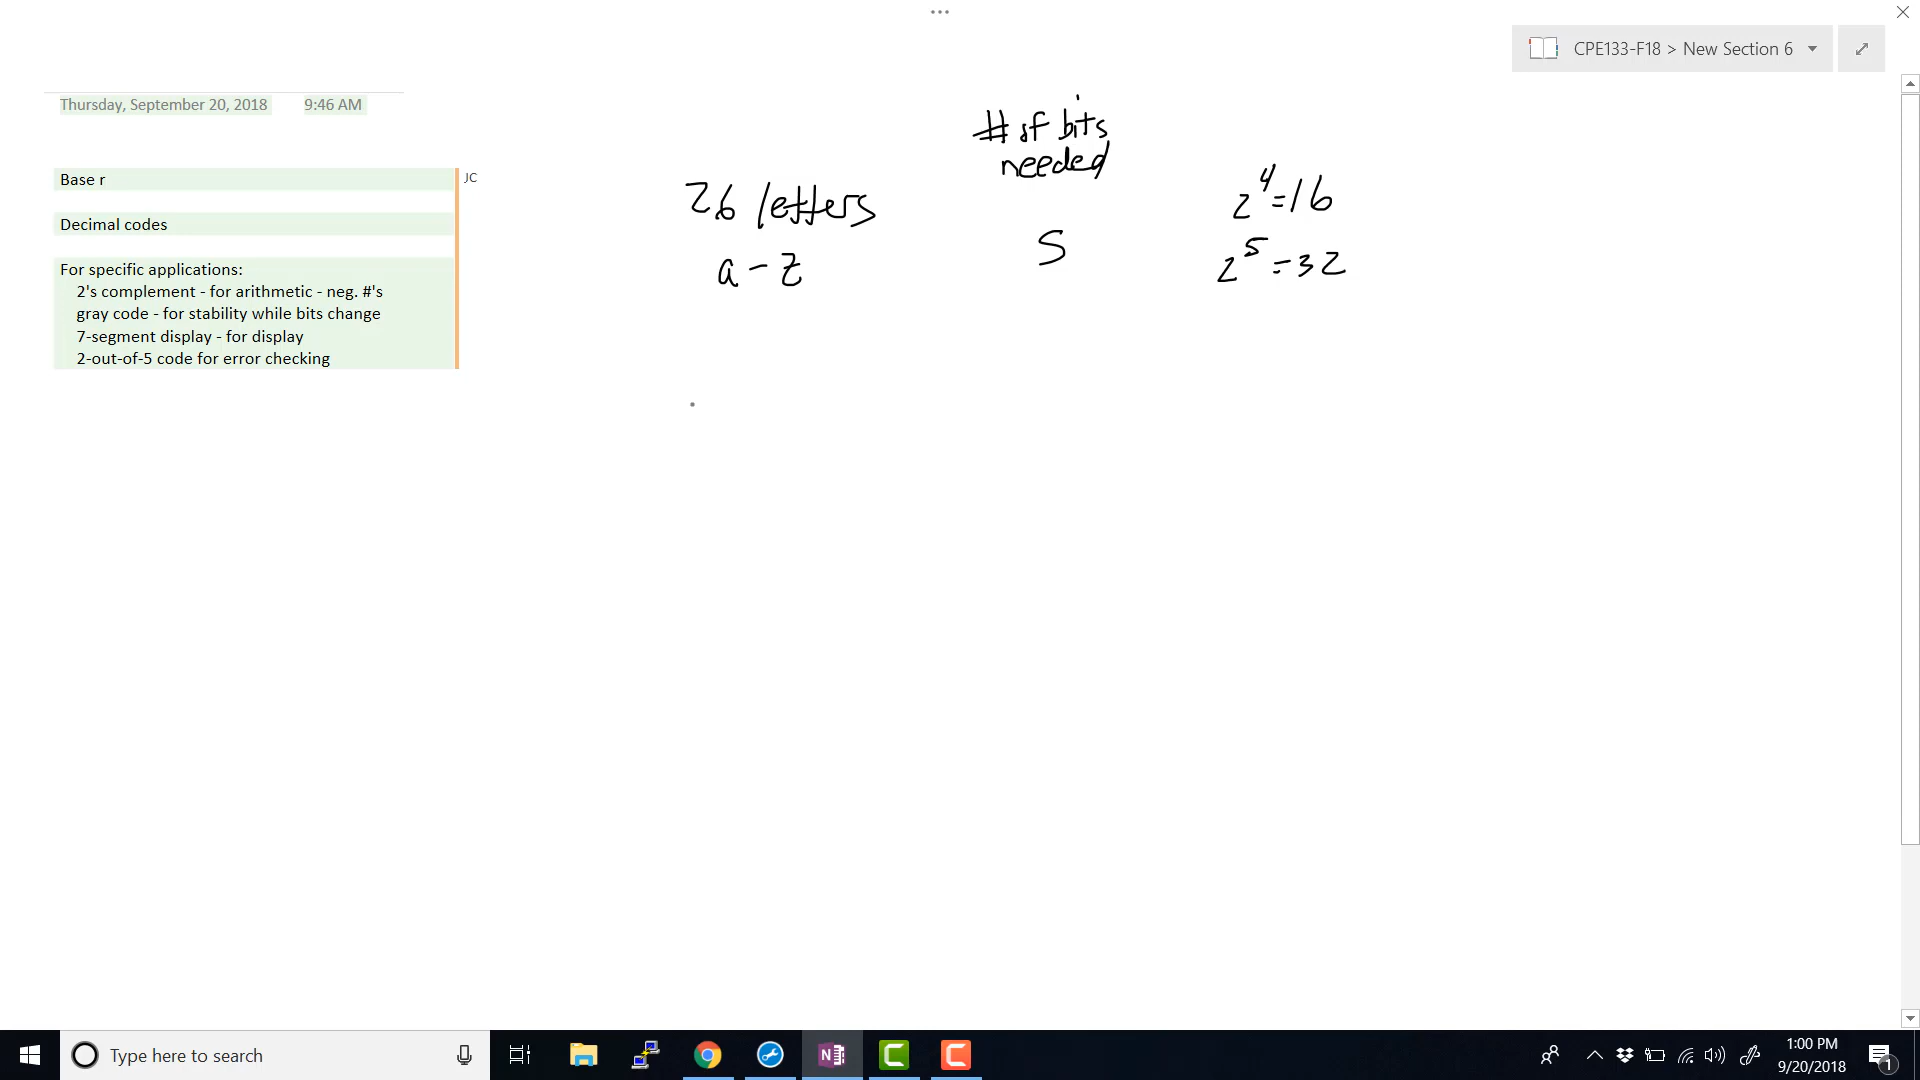 CPE133-F18 > New Section 6
Thursday, September 20, 2018 9:46 AM
Base r
JC
Decimal codes
For specific applications:
2's complement - for arithmetic - neg. #'s
gray code - for stability while bits change
7-segment display - for display
2-out-of-5 code for error checking
# of bits
needed
26 letters
a - z
5
2^4 = 16
2^5 = 32
Type here to search
1:00 PM
9/20/2018
1